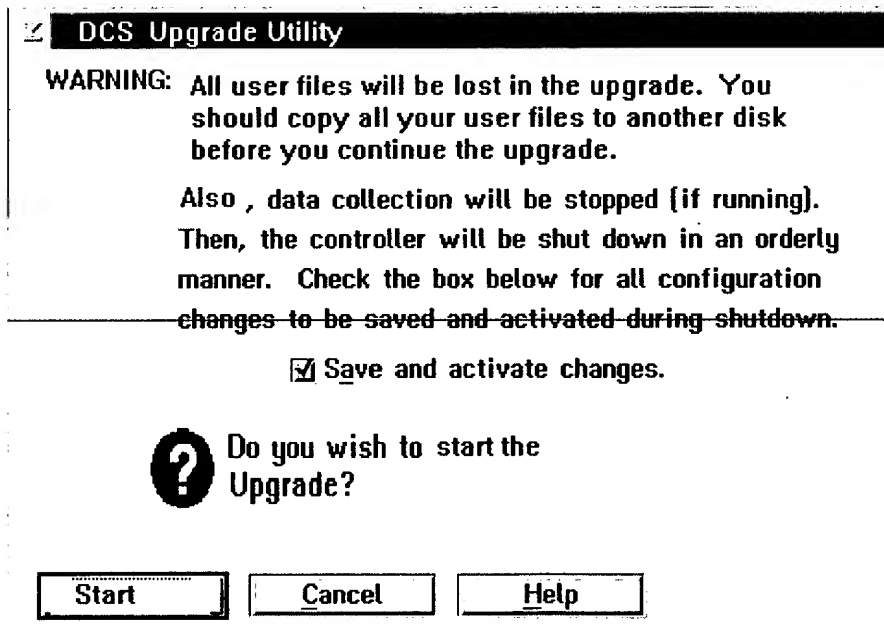 DCS Upgrade Utility
WARNING: All user files will be lost in the upgrade. You
should copy all your user files to another disk
before you continue the upgrade.
Also , data collection will be stopped (if running).
Then, the controller will be shut down in an orderly
manner. Check the box below for all configuration
changes to be saved and activated during shutdown.
Save and activate changes.
Do you wish to start the
Upgrade?
Start Cancel Help